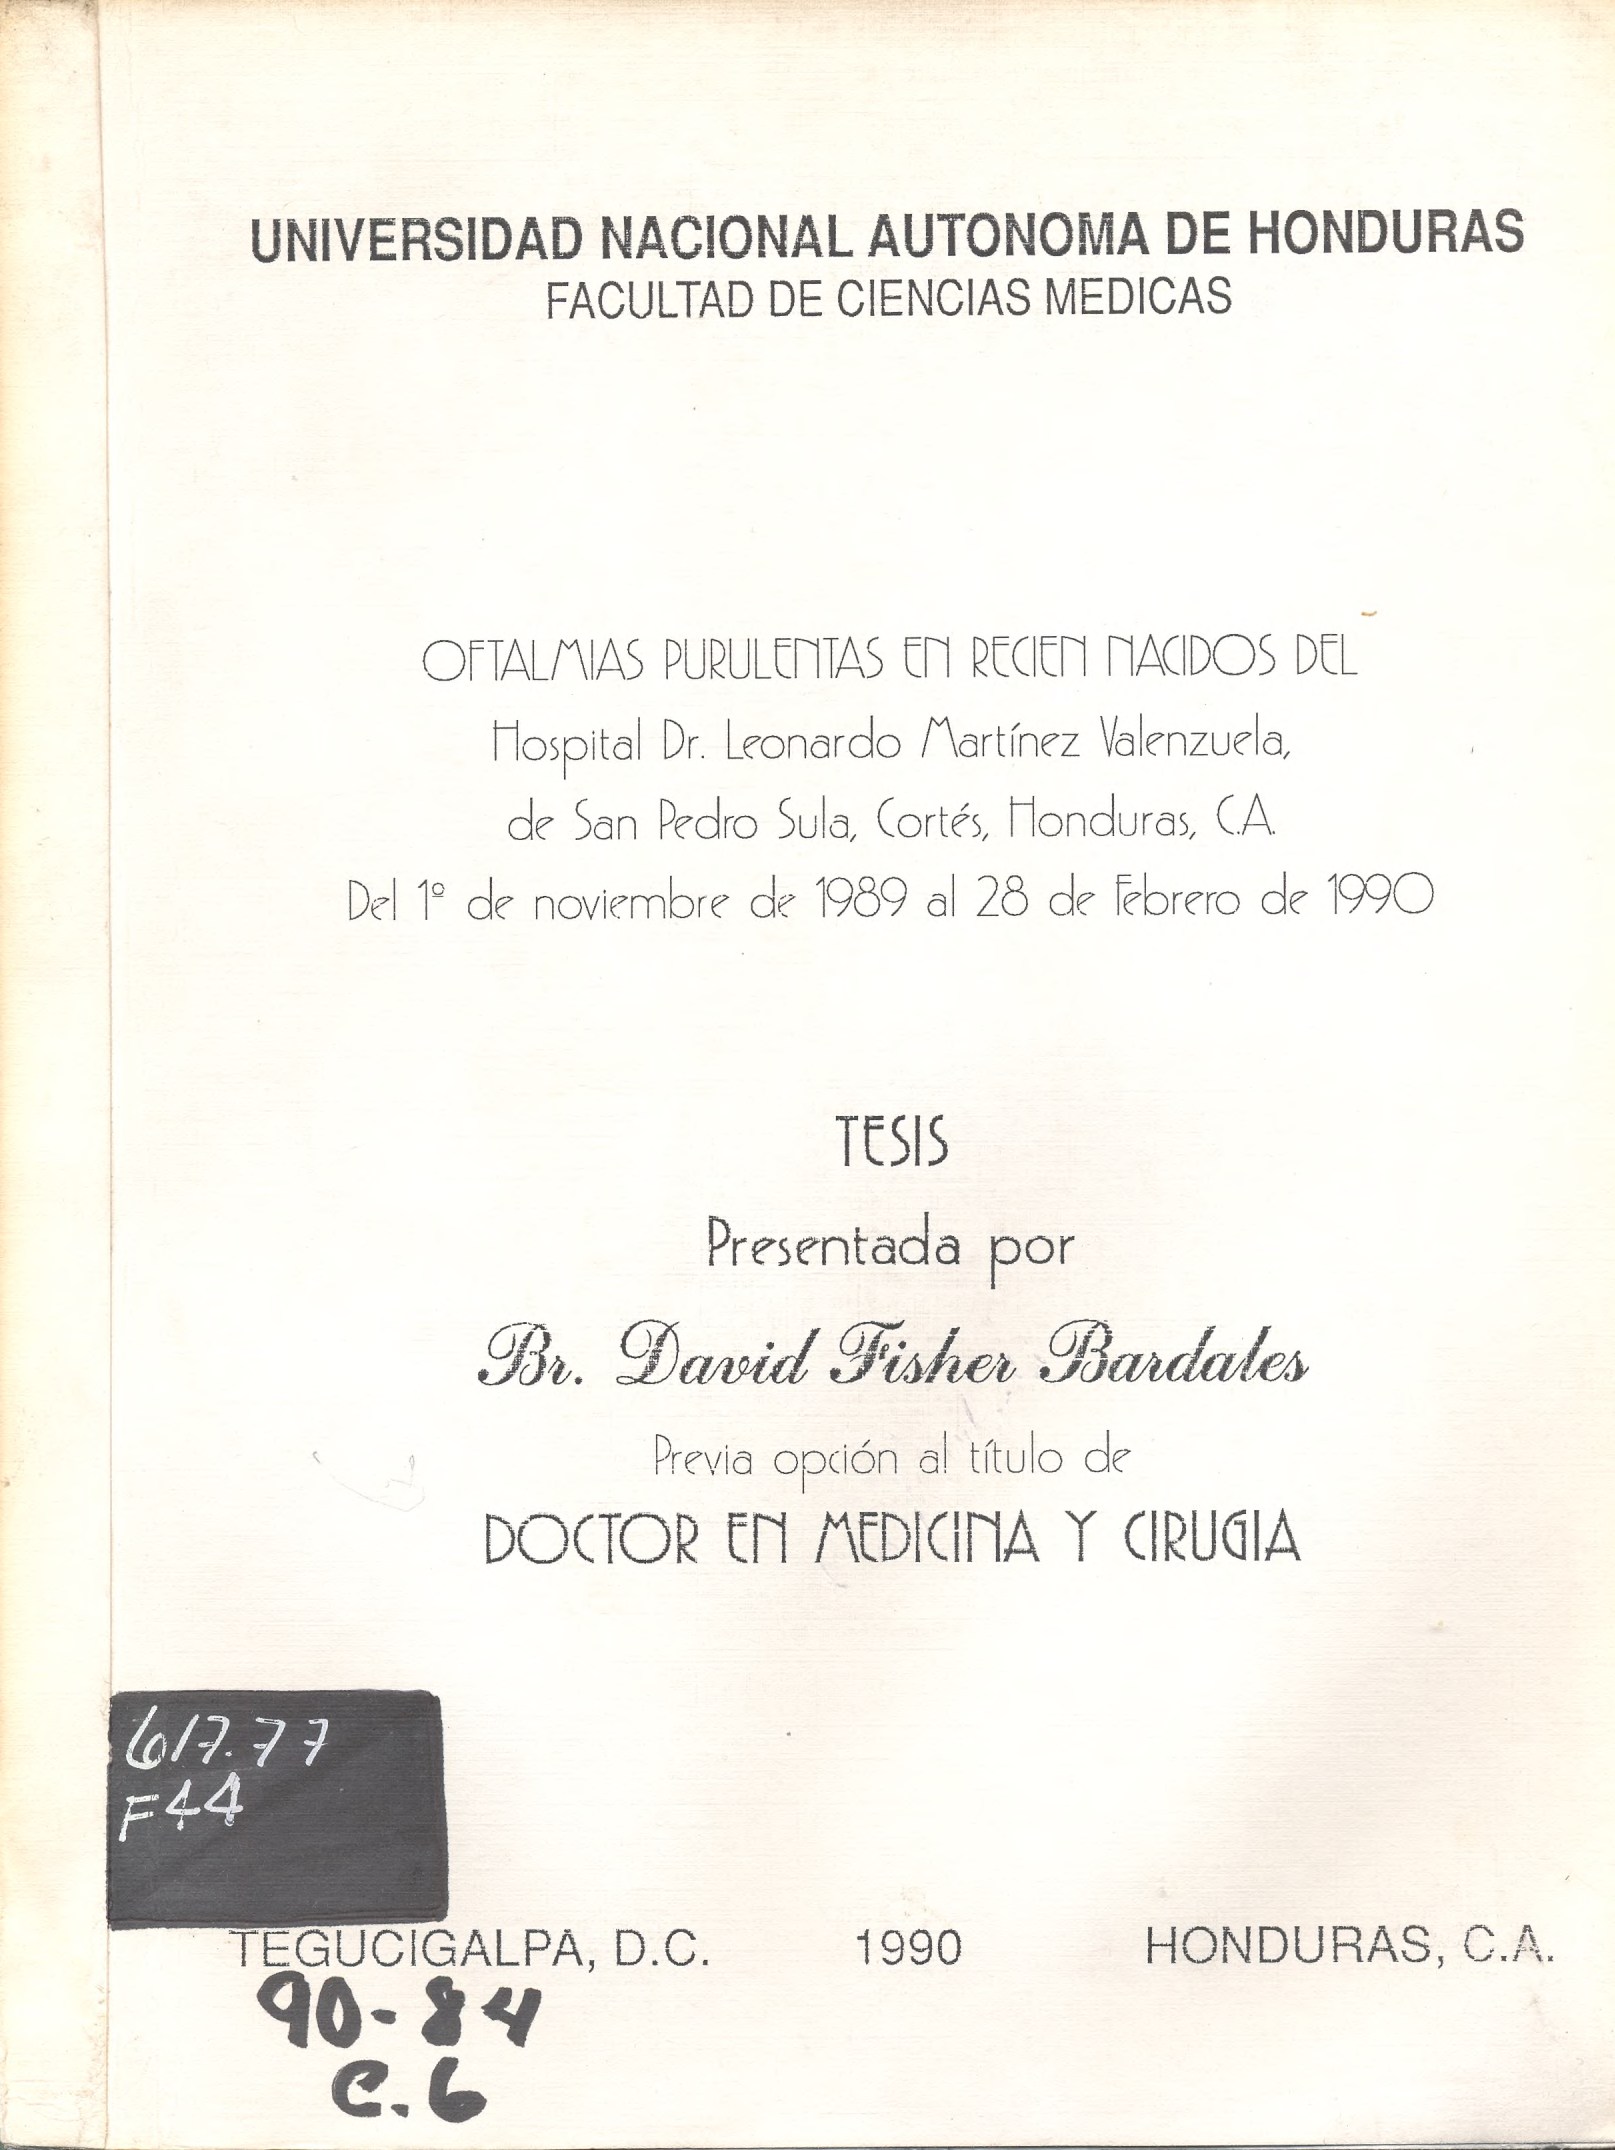 UNIVERSIDAD NACIONAL AUTONOMA DE HONDURAS
FACULTAD DE CIENCIAS MEDICAS
OFTALMIAS PURULENTAS EN RECIEN NACIDOS DEL
Hospital Dr. Leonardo Martínez Valenzuela,
de San Pedro Sula, Cortés, Honduras, C.A.
Del 1º de noviembre de 1989 al 28 de Febrero de 1990
TESIS
Presentada por
Br. David Fisher Bardales
Previa opción al título de
DOCTOR EN MEDICINA Y CIRUGIA
617.77
F44
TEGUCIGALPA, D.C. 1990 HONDURAS, C.A.
90-84
C.6